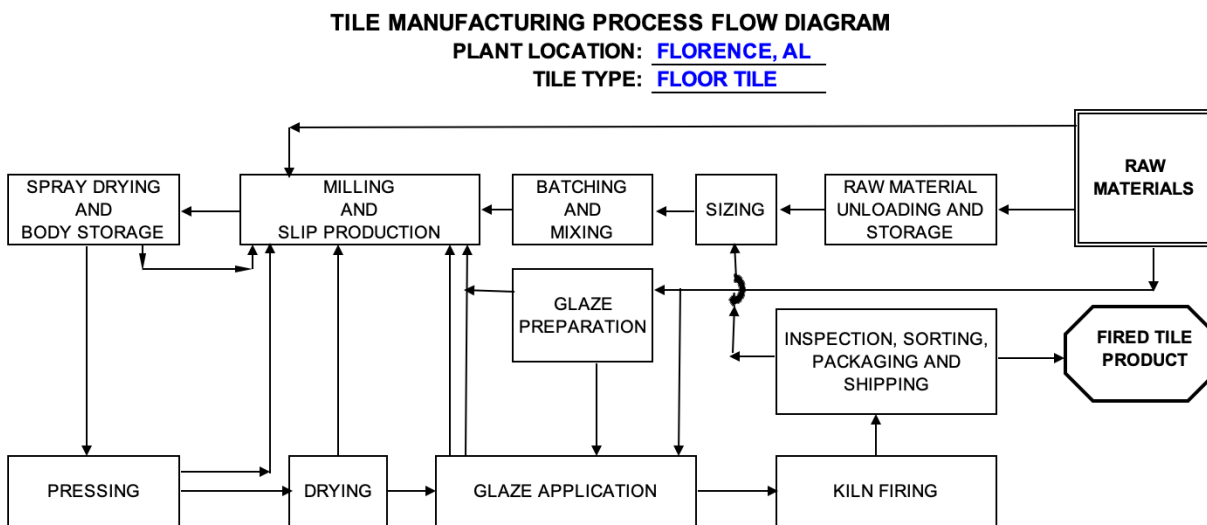 TILE MANUFACTURING PROCESS FLOW DIAGRAM
PLANT LOCATION: FLORENCE, AL
TILE TYPE: FLOOR TILE
SPRAY DRYING
AND
BODY STORAGE
MILLING
AND
SLIP PRODUCTION
BATCHING
AND
MIXING
SIZING
RAW MATERIAL
UNLOADING AND
STORAGE
RAW
MATERIALS
GLAZE
PREPARATION
INSPECTION, SORTING,
PACKAGING AND
SHIPPING
FIRED TILE
PRODUCT
PRESSING
DRYING
GLAZE APPLICATION
KILN FIRING